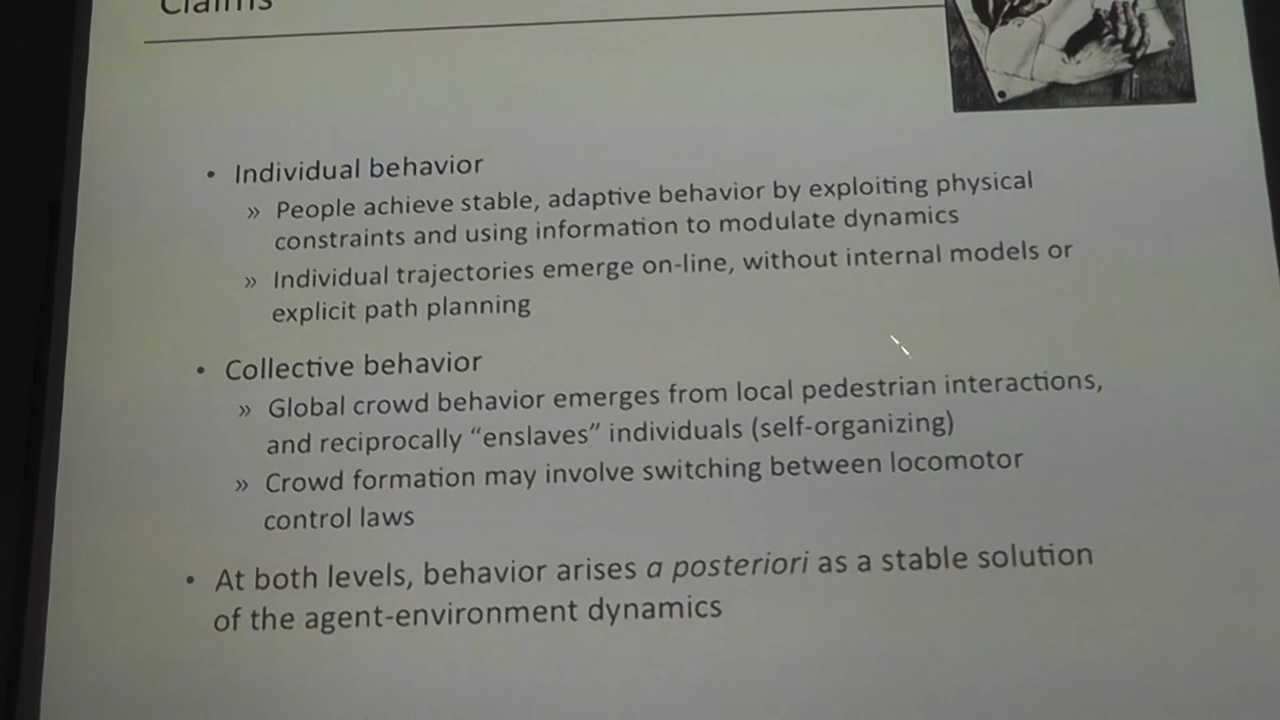 Claims
• Individual behavior
» People achieve stable, adaptive behavior by exploiting physical
constraints and using information to modulate dynamics
» Individual trajectories emerge on-line, without internal models or
explicit path planning
• Collective behavior
» Global crowd behavior emerges from local pedestrian interactions,
and reciprocally “enslaves” individuals (self-organizing)
» Crowd formation may involve switching between locomotor
control laws
• At both levels, behavior arises a posteriori as a stable solution
of the agent-environment dynamics